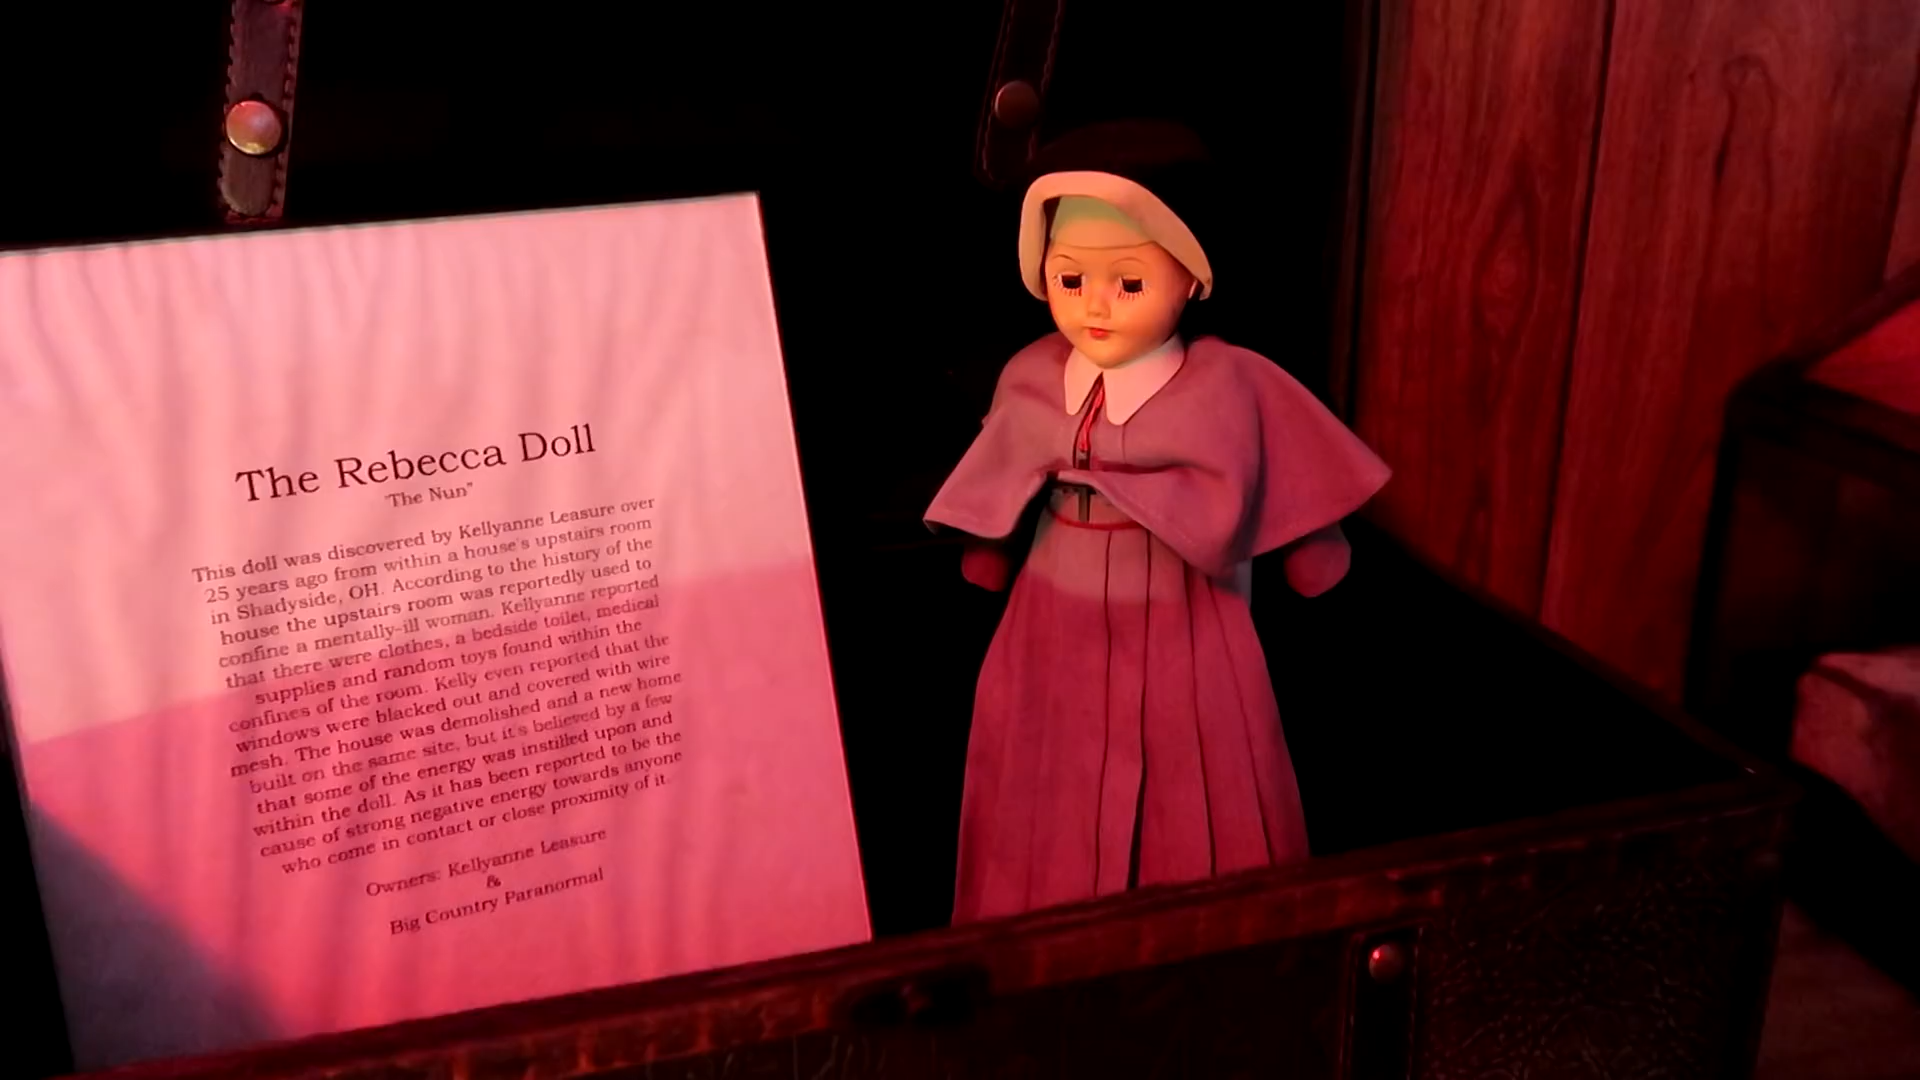 The Rebecca Doll
"The Nun"
This doll was discovered by Kellyanne Leasure over
25 years ago from within a house's upstairs room
in Shadyside, OH. According to the history of the
house the upstairs room was reportedly used to
confine a mentally-ill woman. Kellyanne reported
that there were clothes, a bedside toilet, medical
supplies and random toys found within the
confines of the room. Kelly even reported that the
windows were blacked out and covered with wire
mesh. The house was demolished and a new home
built on the same site, but it's believed by a few
that some of the energy was instilled upon and
within the doll. As it has been reported to be the
cause of strong negative energy towards anyone
who come in contact or close proximity of it.
Owners: Kellyanne Leasure
&
Big Country Paranormal